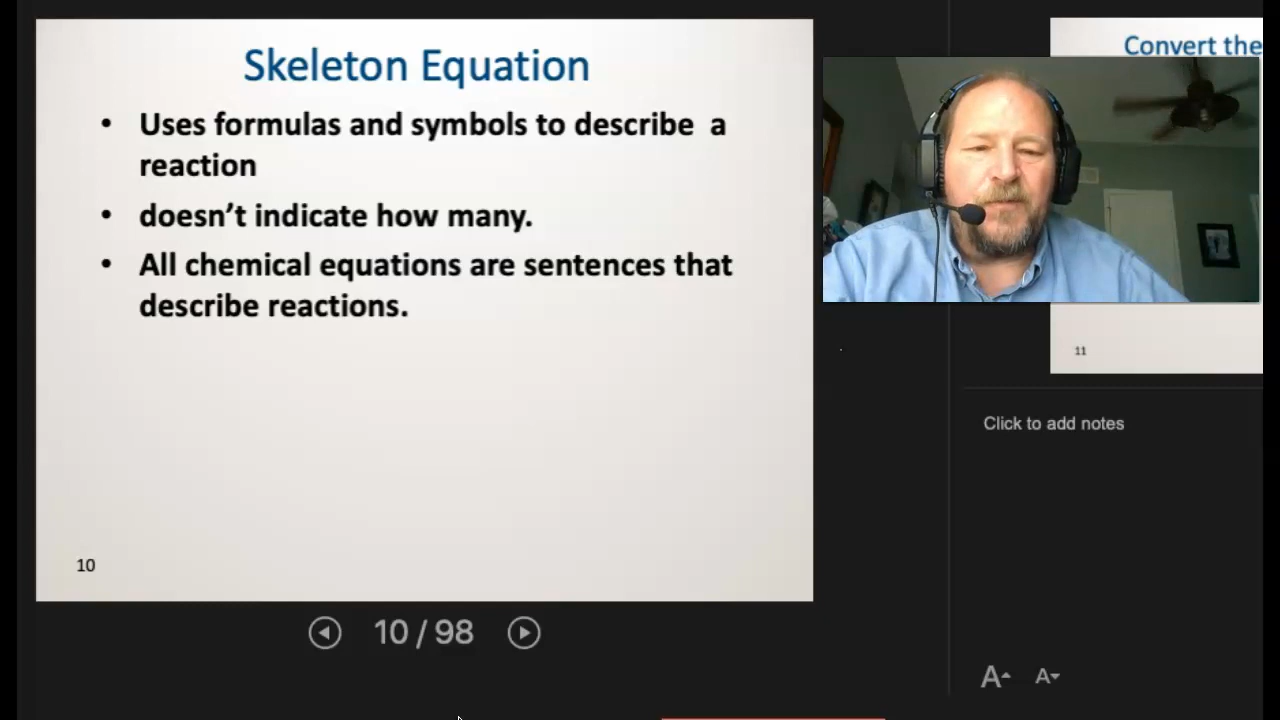 Skeleton Equation
• Uses formulas and symbols to describe  a
reaction
• doesn’t indicate how many.
• All chemical equations are sentences that
describe reactions.
10
10 / 98
Convert the
11
Click to add notes
A A